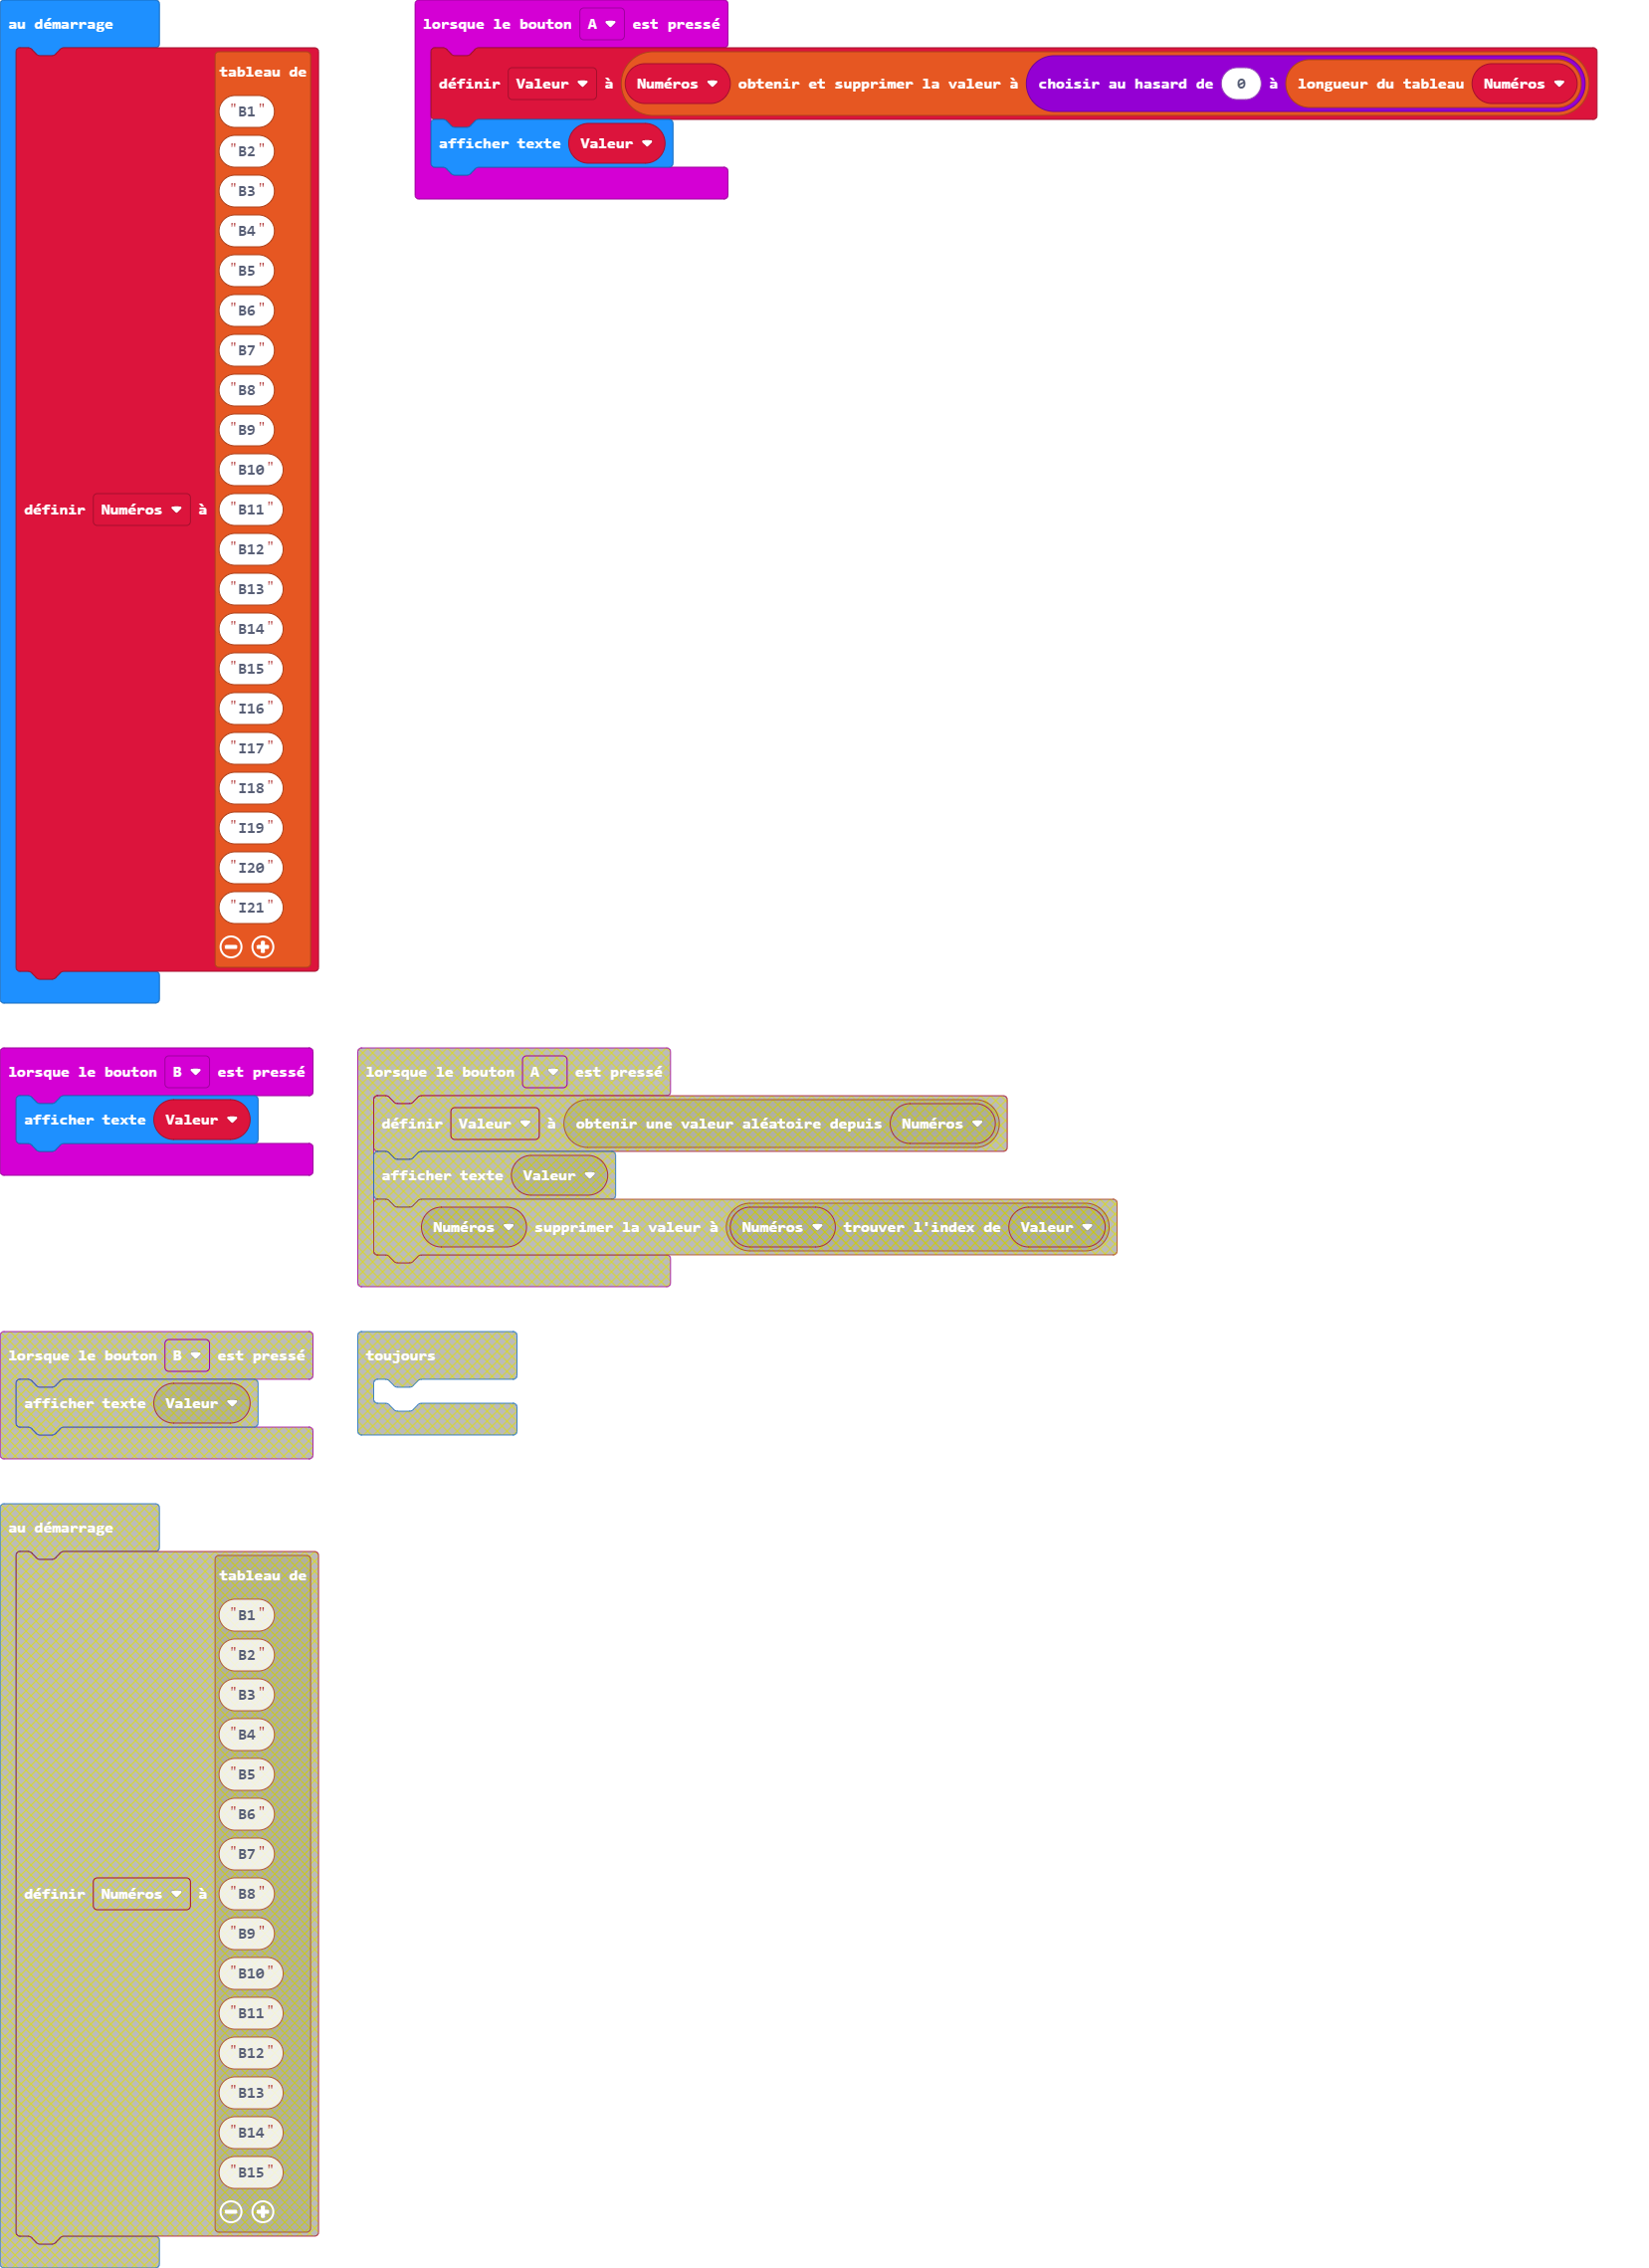 au démarrage
tableau de
"B1"
"B2"
"B3"
"B4"
"B5"
"B6"
"B7"
"B8"
"B9"
"B10"
définir Numéros à "B11"
"B12"
"B13"
"B14"
"B15"
"I16"
"I17"
"I18"
"I19"
"I20"
"I21"
lorsque le bouton A est pressé
définir Valeur à Numéros obtenir et supprimer la valeur à choisir au hasard de 0 à longueur du tableau Numéros
afficher texte Valeur
lorsque le bouton B est pressé
afficher texte Valeur
lorsque le bouton A est pressé
définir Valeur à obtenir une valeur aléatoire depuis Numéros
afficher texte Valeur
Numéros supprimer la valeur à Numéros trouver l'index de Valeur
lorsque le bouton B est pressé
afficher texte Valeur
toujours
au démarrage
tableau de
"B1"
"B2"
"B3"
"B4"
"B5"
"B6"
"B7"
définir Numéros à "B8"
"B9"
"B10"
"B11"
"B12"
"B13"
"B14"
"B15"